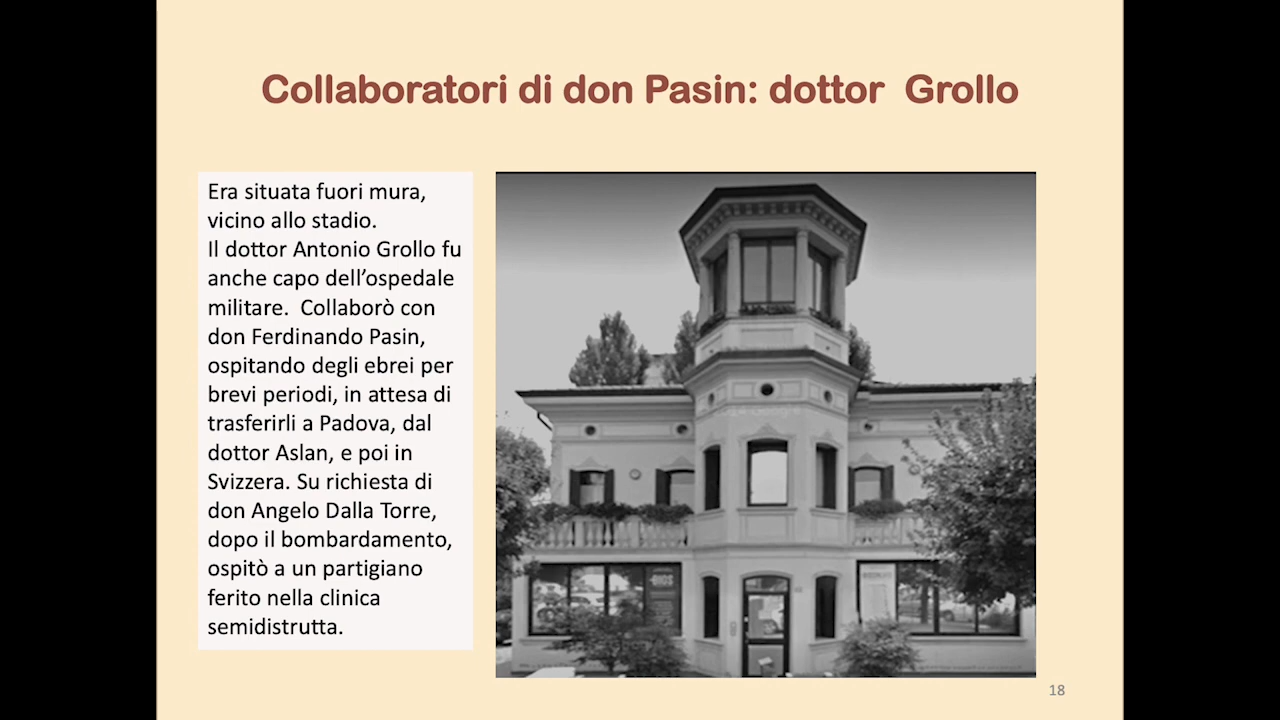 Collaboratori di don Pasin: dottor  Grollo
Era situata fuori mura,
vicino allo stadio.
Il dottor Antonio Grollo fu
anche capo dell’ospedale
militare.  Collaborò con
don Ferdinando Pasin,
ospitando degli ebrei per
brevi periodi, in attesa di
trasferirli a Padova, dal
dottor Aslan, e poi in
Svizzera. Su richiesta di
don Angelo Dalla Torre,
dopo il bombardamento,
ospitò a un partigiano
ferito nella clinica
semidistrutta.
BIOS
18